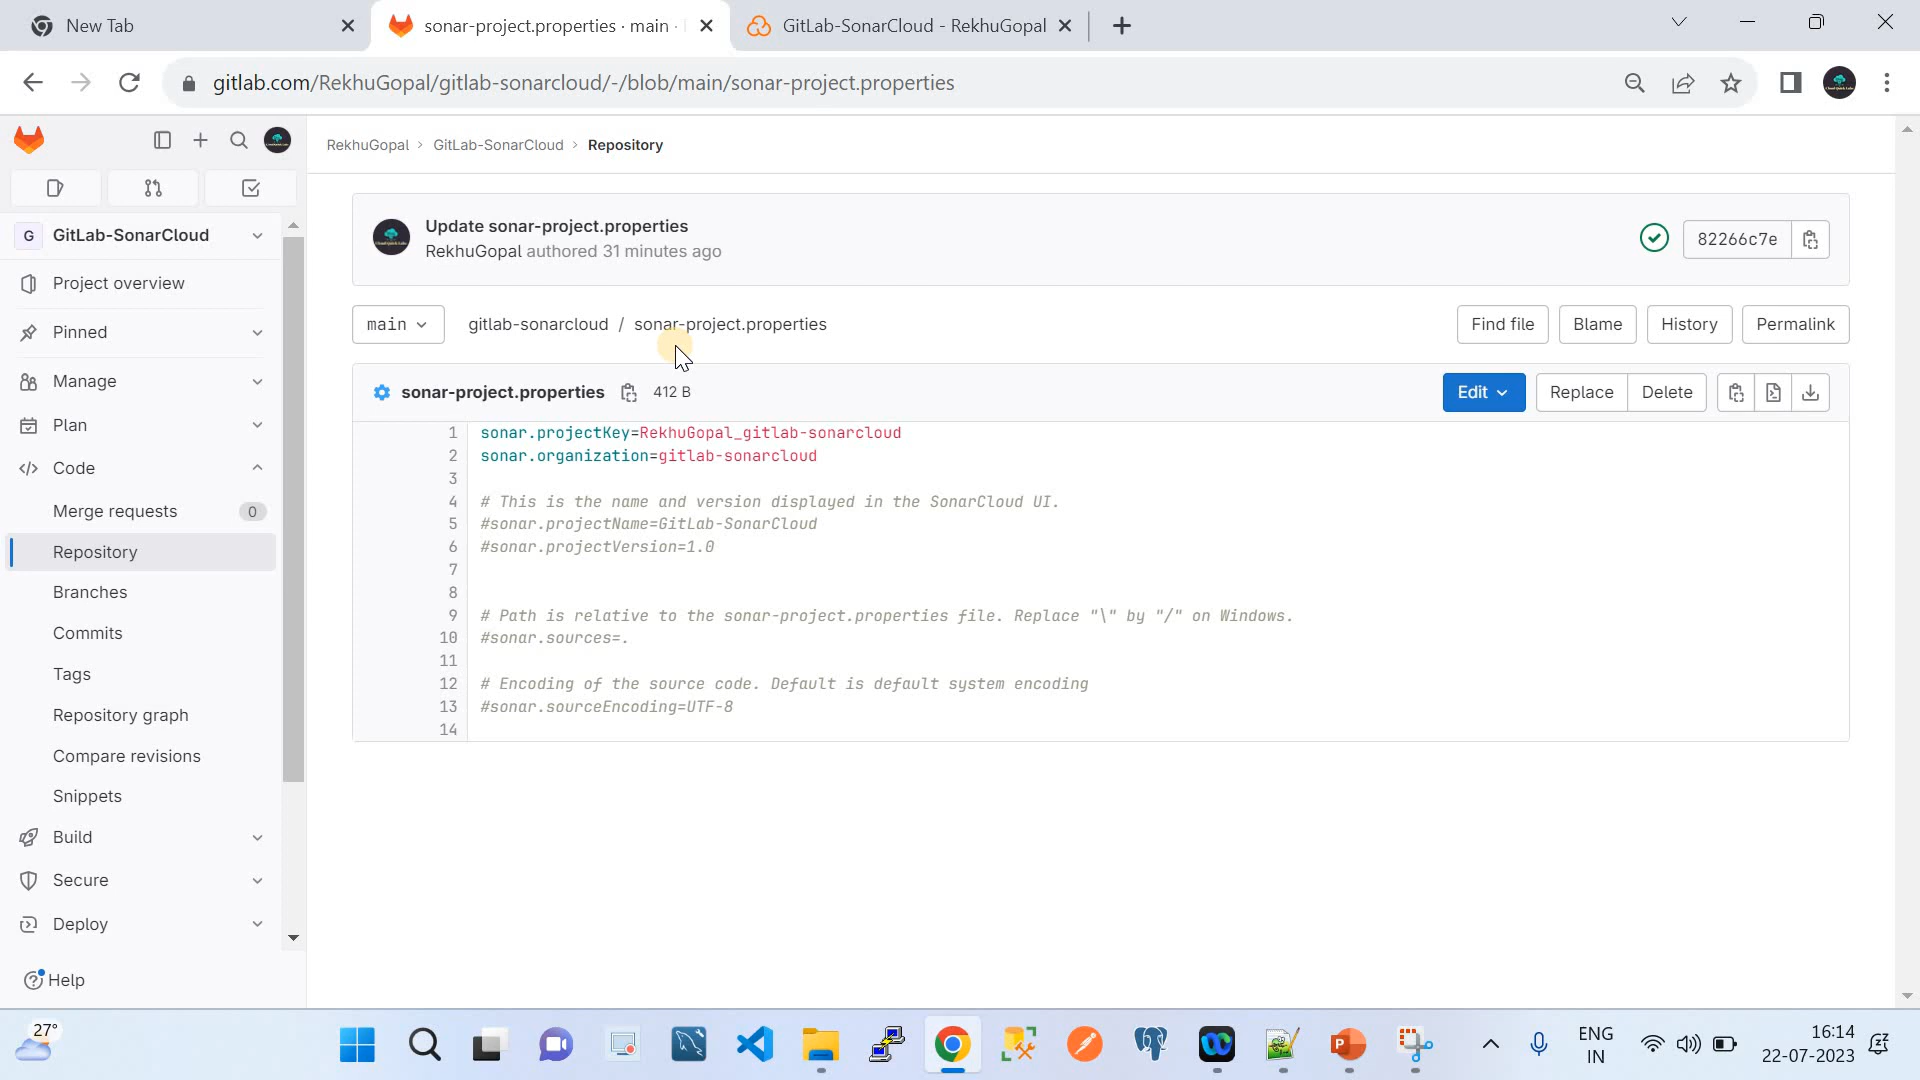 New Tab
sonar-project.properties · main ·
GitLab-SonarCloud - RekhuGopal
gitlab.com/RekhuGopal/gitlab-sonarcloud/-/blob/main/sonar-project.properties
RekhuGopal › GitLab-SonarCloud › Repository
G GitLab-SonarCloud
Project overview
Pinned
Manage
Plan
Code
Merge requests 0
Repository
Branches
Commits
Tags
Repository graph
Compare revisions
Snippets
Build
Secure
Deploy
Help
Update sonar-project.properties
RekhuGopal authored 31 minutes ago
82266c7e
main
gitlab-sonarcloud / sonar-project.properties
Find file
Blame
History
Permalink
sonar-project.properties 412 B
Edit
Replace
Delete
1 sonar.projectKey=RekhuGopal_gitlab-sonarcloud
2 sonar.organization=gitlab-sonarcloud
3
4 # This is the name and version displayed in the SonarCloud UI.
5 #sonar.projectName=GitLab-SonarCloud
6 #sonar.projectVersion=1.0
7
8
9 # Path is relative to the sonar-project.properties file. Replace "\" by "/" on Windows.
10 #sonar.sources=.
11
12 # Encoding of the source code. Default is default system encoding
13 #sonar.sourceEncoding=UTF-8
14
27°
ENG
IN
16:14
22-07-2023